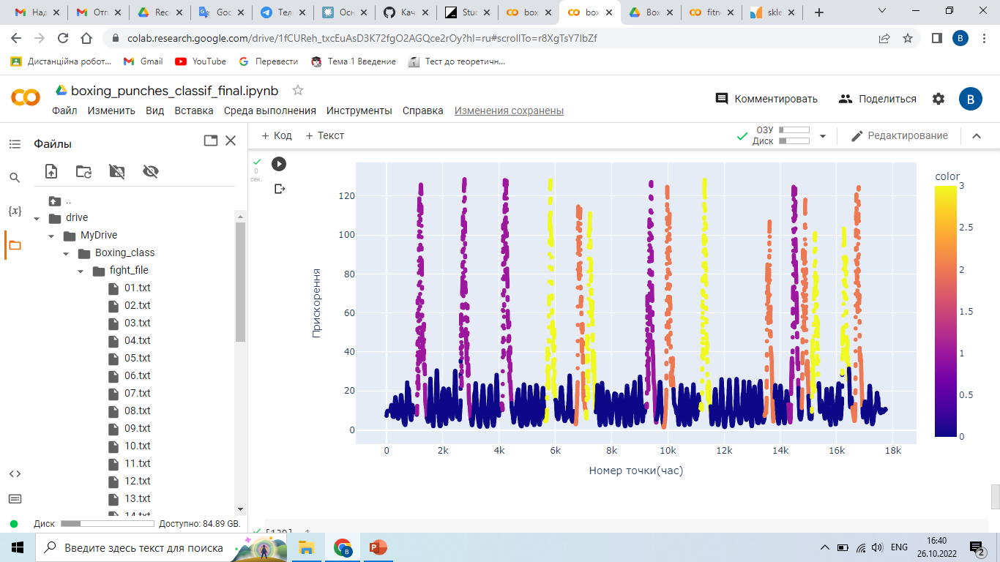 Над
Отп
Rec
Goo
Теле
Осн
Кач
Stud
box
box
Box
fitne
skle
colab.research.google.com/drive/1fCUReh_txcEuAsD3K72fgO2AGQce2rOy?hl=ru#scrollTo=r8XgTsY7IbZf
B
Дистанційна робот...
Gmail
YouTube
Перевести
Тема 1 Введение
Тест до теоретичн...
boxing_punches_classif_final.ipynb
Файл Изменить Вид Вставка Среда выполнения Инструменты Справка Изменения сохранены
Комментировать
Поделиться
B
Файлы
+ Код + Текст
ОЗУ
Диск
Редактирование
..
drive
MyDrive
Boxing_class
fight_file
01.txt
02.txt
03.txt
04.txt
05.txt
06.txt
07.txt
08.txt
09.txt
10.txt
11.txt
12.txt
13.txt
14.txt
{x}
Диск Доступно: 84.89 GB.
0
сек.
120
100
80
60
40
20
0
Прискорення
0 2k 4k 6k 8k 10k 12k 14k 16k 18k
Номер точки(час)
color
3
2.5
2
1.5
1
0.5
0
[130] 1
Введите здесь текст для поиска
B
ENG
16:40
26.10.2022
2